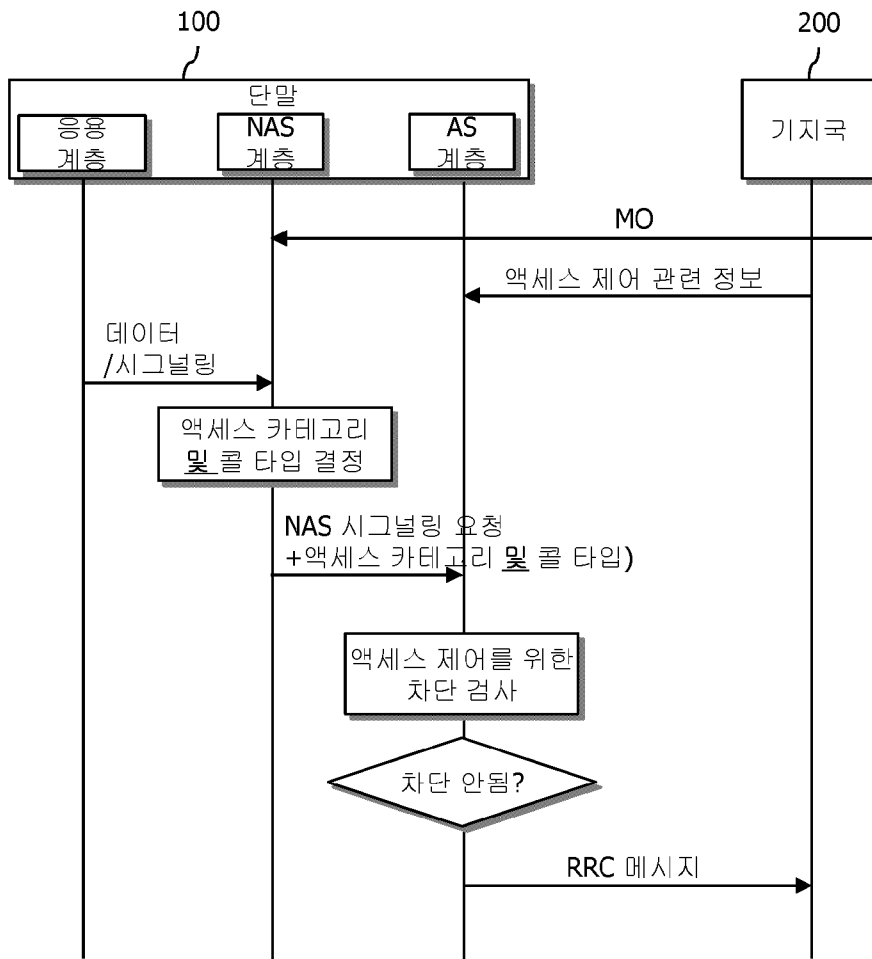 100
200
단말
응용
계층
NAS
계층
AS
계층
기지국
MO
액세스 제어 관련 정보
데이터
/시그널링
액세스 카테고리
및 콜 타입 결정
NAS 시그널링 요청
+액세스 카테고리 및 콜 타입)
액세스 제어를 위한
차단 검사
차단 안됨?
RRC 메시지